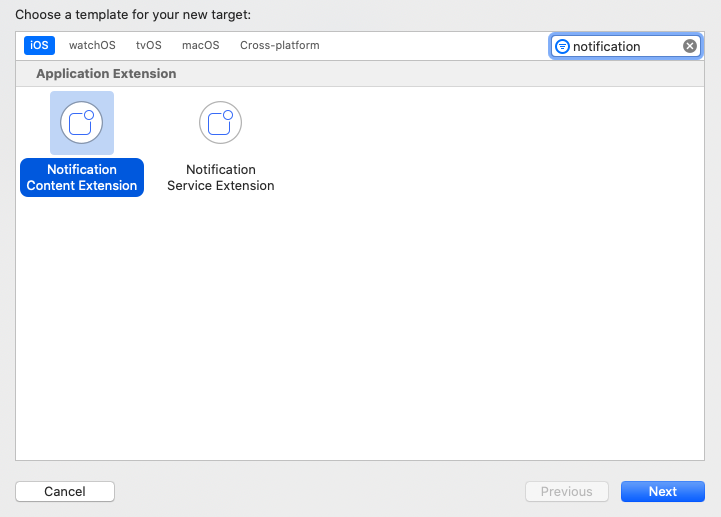 Choose a template for your new target:
iOS watchOS tvOS macOS Cross-platform notification
Application Extension
Notification
Content Extension
Notification
Service Extension
Cancel Previous Next